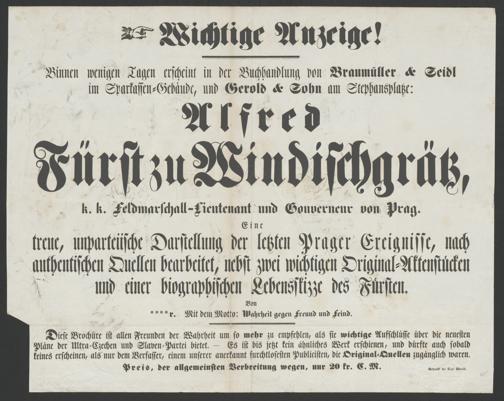 ☞ Wichtige Anzeige!
Binnen wenigen Tagen erscheint in der Buchhandlung von Braumüller & Seidl
im Sparkassen-Gebäude, und Gerold & Sohn am Stephansplatze:
Alfred
Fürst zu Windischgrätz,
k. k. Feldmarschall-Lieutenant und Gouverneur von Prag.
Eine
treue, unparteiische Darstellung der letzten Prager Ereignisse, nach
authentischen Quellen bearbeitet, nebst zwei wichtigen Original-Aktenstücken
und einer biographischen Lebensskizze des Fürsten.
Von
****r. Mit dem Motto: Wahrheit gegen Freund und Feind.
Diese Brochüre ist allen Freunden der Wahrheit um so mehr zu empfehlen, als sie wichtige Aufschlüsse über die neuesten
Pläne der Ultra-Czechen und Slaven-Partei bietet. — Es ist bis jetzt kein ähnliches Werk erschienen, und dürfte auch sobald
keines erscheinen, als nur dem Verfasser, einem unserer anerkannt furchtlosesten Publicisten, die Original-Quellen zugänglich waren.
Preis, der allgemeinsten Verbreitung wegen, nur 20 kr. C. M.